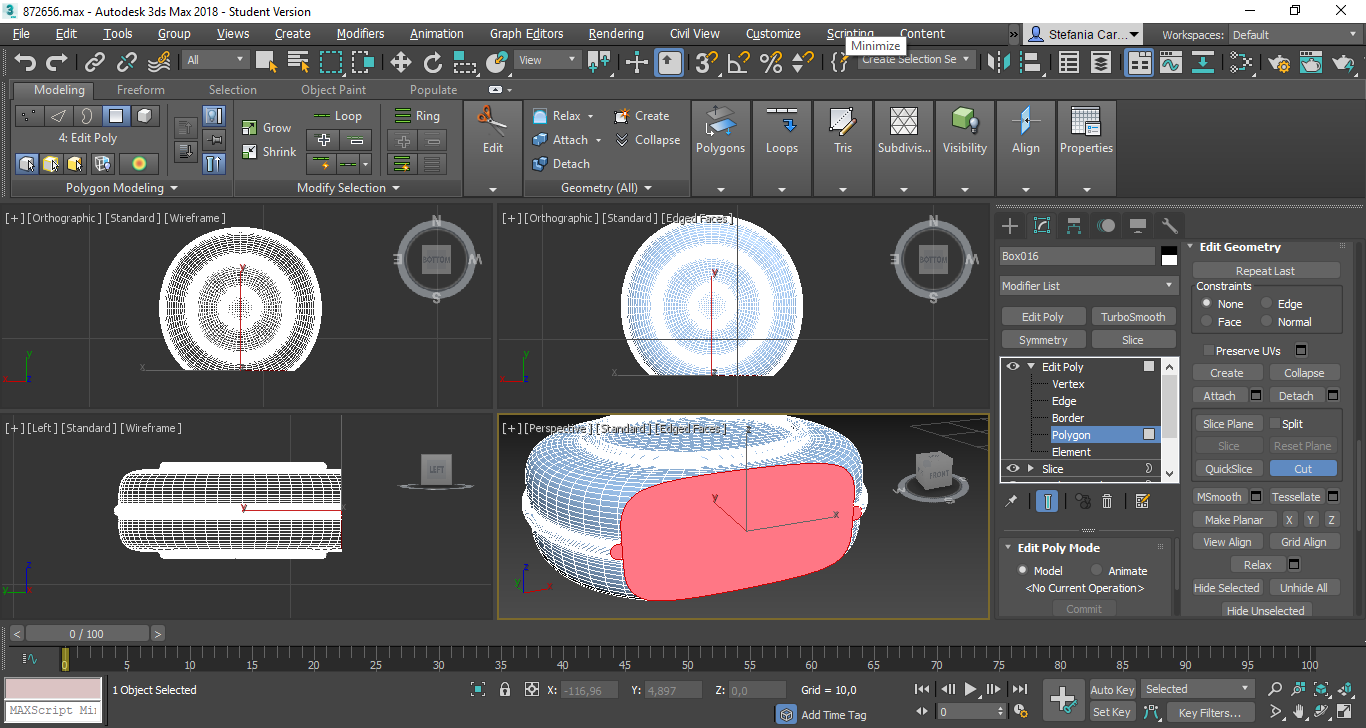 872656.max - Autodesk 3ds Max 2018 - Student Version
File Edit Tools Group Views Create Modifiers Animation Graph Editors Rendering Civil View Customize Scripting Content » Stefania Car... Workspaces: Default
Minimize
All View Create Selection Se
Modeling Freeform Selection Object Paint Populate
4: Edit Poly
Grow
Shrink
Loop
Ring
Edit
Relax
Attach
Detach
Create
Collapse
Polygons Loops Tris Subdivis... Visibility Align Properties
Polygon Modeling Modify Selection Geometry (All)
[+] [Orthographic] [Standard] [Wireframe]
N E W S BOTTOM
y x
[+] [Orthographic] [Standard] [Edged Faces]
N E W S BOTTOM
y x z
[+] [Left] [Standard] [Wireframe]
LEFT
y x z
[+] [Perspective] [Standard] [Edged Faces]
FRONT
y x z
Box016
Modifier List
Edit Poly TurboSmooth
Symmetry Slice
Edit Poly
Vertex
Edge
Border
Polygon
Element
Slice
Edit Poly Mode
Model Animate
<No Current Operation>
Commit
Edit Geometry
Repeat Last
Constraints
None Edge
Face Normal
Preserve UVs
Create Collapse
Attach Detach
Slice Plane Split
Slice Reset Plane
QuickSlice Cut
MSmooth Tessellate
Make Planar X Y Z
View Align Grid Align
Relax
Hide Selected Unhide All
Hide Unselected
< 0 / 100 >
0 5 10 15 20 25 30 35 40 45 50 55 60 65 70 75 80 85 90 95 100
1 Object Selected
X: -116,96 Y: 4,897 Z: 0,0 Grid = 10,0
Auto Key Selected
MAXScript Mi
Add Time Tag
0
Set Key Key Filters...